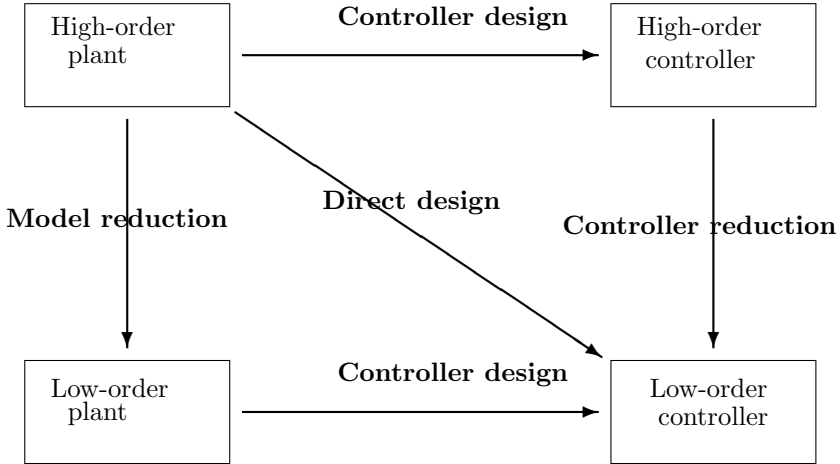 Controller design
High-order
plant
High-order
controller
Direct design
Model reduction
Controller reduction
Controller design
Low-order
plant
Low-order
controller